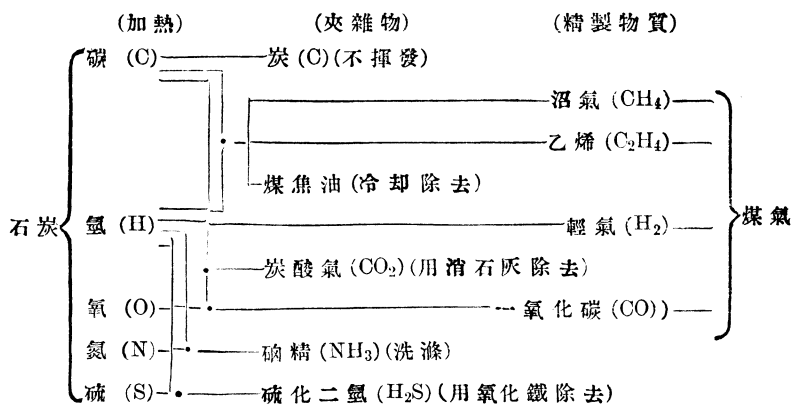 (加熱) (夾雜物) (精製物質)
碳 (C) 炭 (C) (不揮發)
沼氣 (CH4)
乙烯 (C2H4)
煤焦油 (冷却除去)
石炭 氫 (H) 輕氣 (H2) 煤氣
炭酸氣 (CO2) (用消石灰除去)
氧 (O) 一氧化碳 (CO))
氮 (N) 硇精 (NH3) (洗滌)
硫 (S) 硫化二氫 (H2S) (用氧化鐵除去)